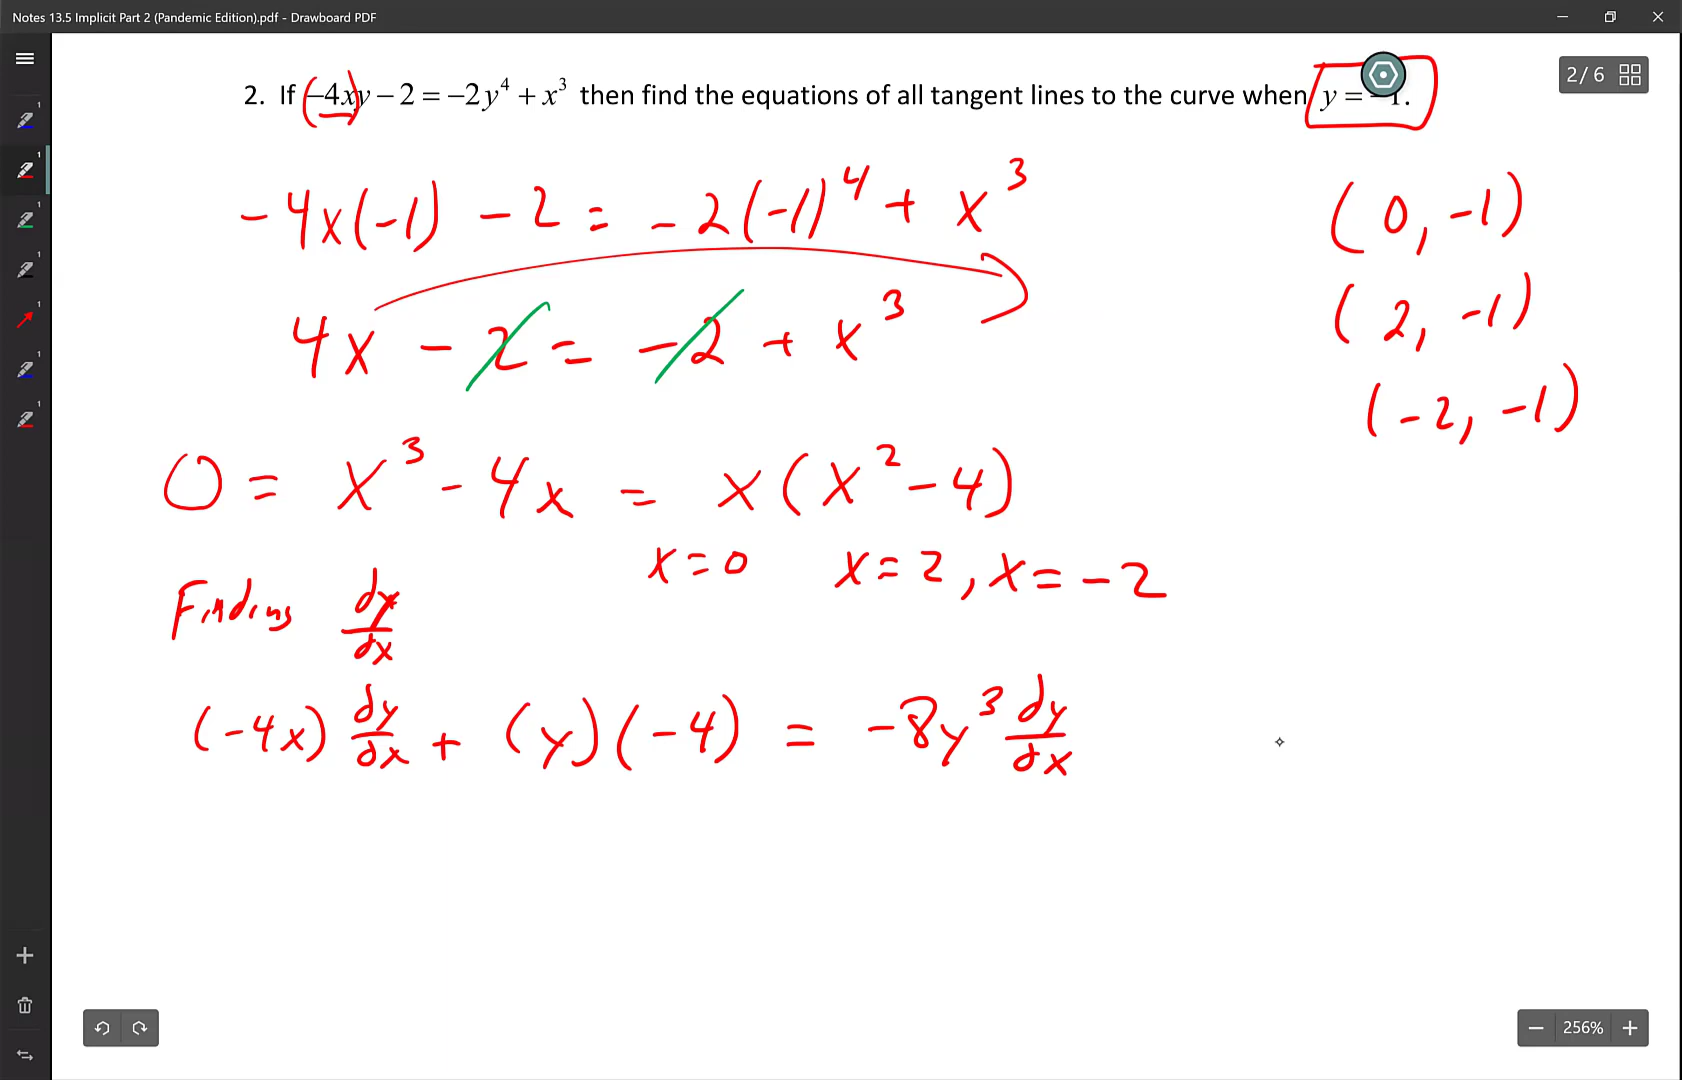 Notes 13.5 Implicit Part 2 (Pandemic Edition).pdf - Drawboard PDF
2/6
2. If -4xy - 2 = -2y⁴ + x³ then find the equations of all tangent lines to the curve when y = -1.
-4x(-1) - 2 = -2(-1)⁴ + x³
(0, -1)
4x - 2 = -2 + x³
(2, -1)
(-2, -1)
0 = x³ - 4x = x(x² - 4)
x = 0 x = 2, x = -2
Finding dy/dx
(-4x) dy/dx + (y)(-4) = -8y³ dy/dx
256%